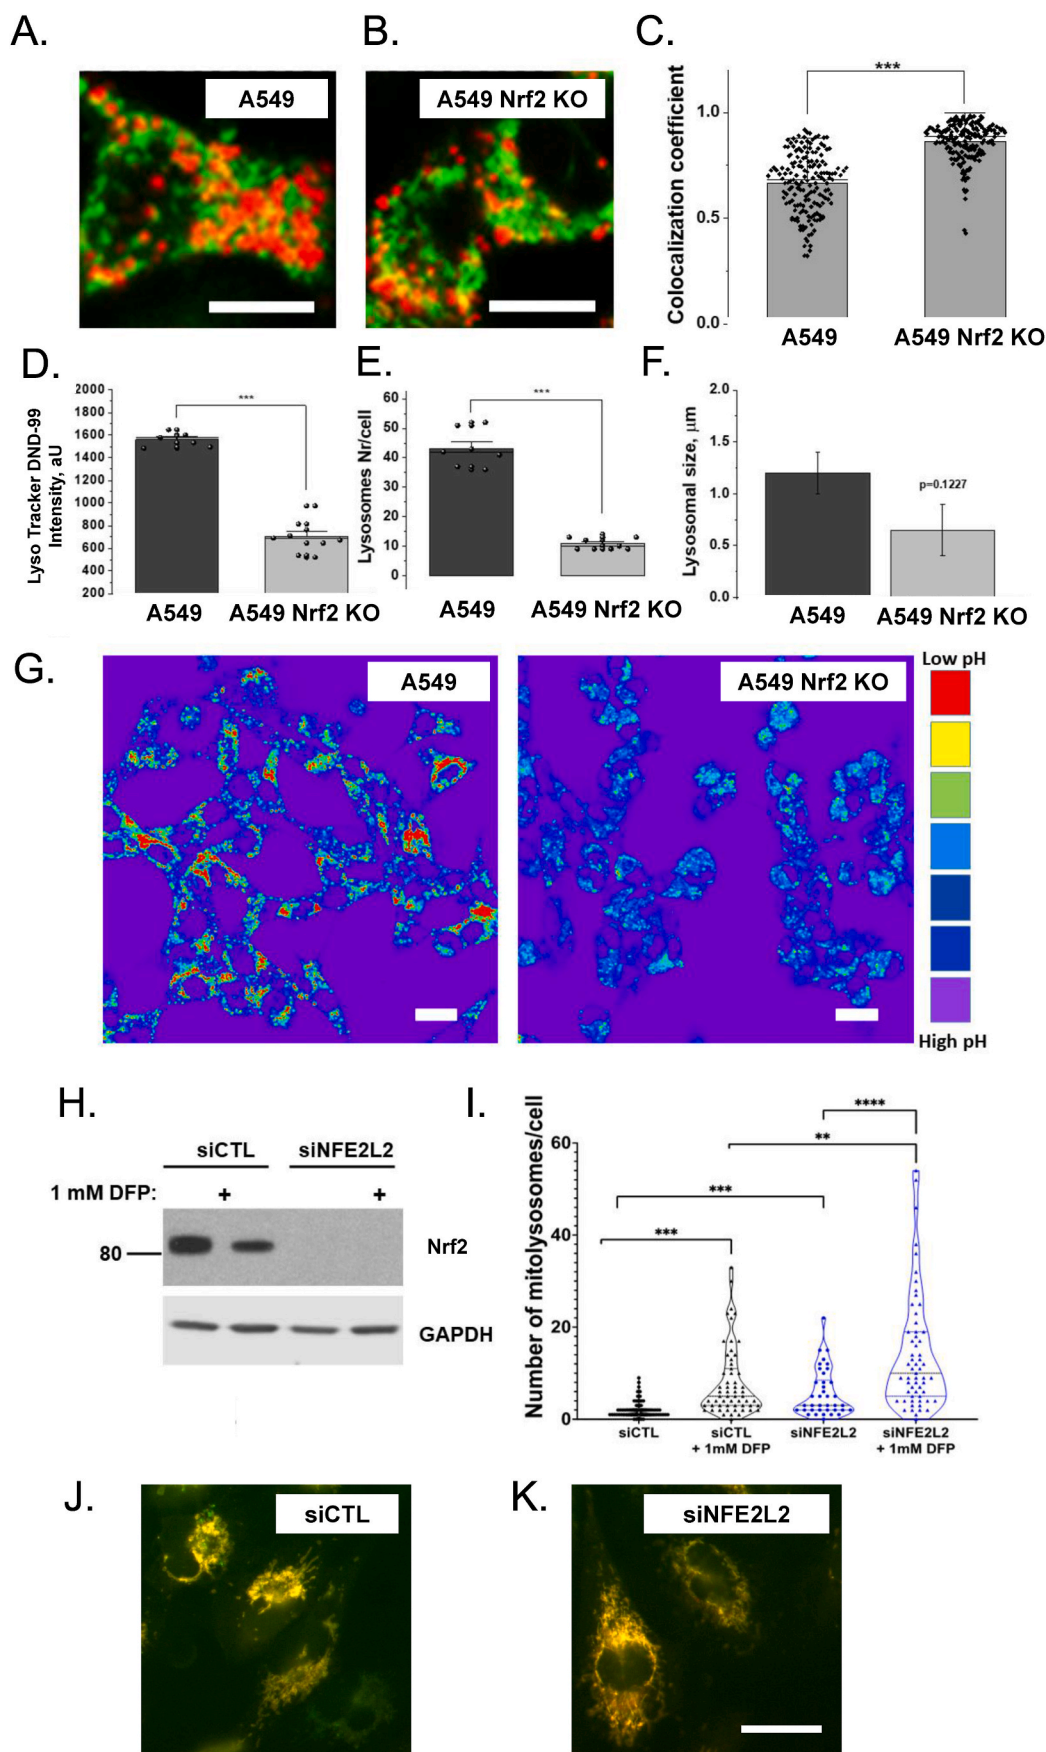 A.
B.
C.
A549
A549 Nrf2 KO
Colocalization coefficient
1.0
0.5
0.0
***
A549
A549 Nrf2 KO
D.
E.
F.
Lyso Tracker DND-99
Intensity, aU
2000
1800
1600
1400
1200
1000
800
600
400
200
***
A549
A549 Nrf2 KO
Lysosomes Nr/cell
60
50
40
30
20
10
0
***
A549
A549 Nrf2 KO
Lysosomal size, µm
2.0
1.5
1.0
0.5
0.0
p=0.1227
A549
A549 Nrf2 KO
G.
A549
A549 Nrf2 KO
Low pH
High pH
H.
siCTL
siNFE2L2
1 mM DFP:
+
+
80
Nrf2
GAPDH
I.
Number of mitolysosomes/cell
60
40
20
0
****
**
***
***
siCTL
siCTL
+ 1mM DFP
siNFE2L2
siNFE2L2
+ 1mM DFP
J.
siCTL
K.
siNFE2L2